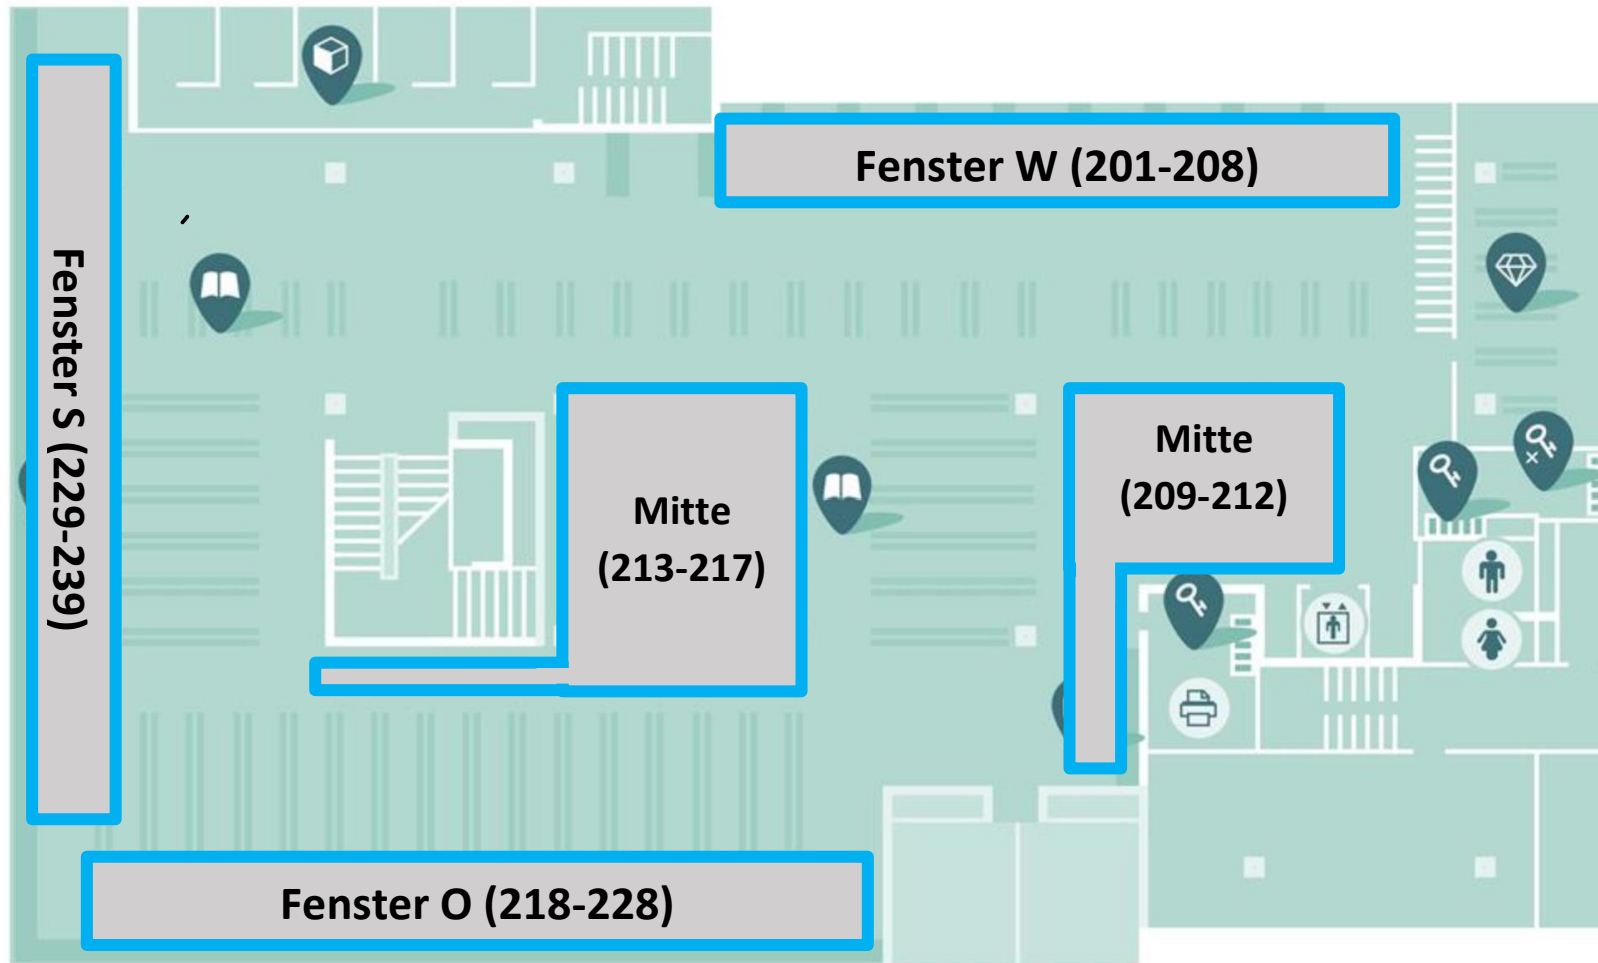 Fenster W (201-208)
Fenster S (229-239)
Mitte
(209-212)
Mitte
(213-217)
Fenster O (218-228)